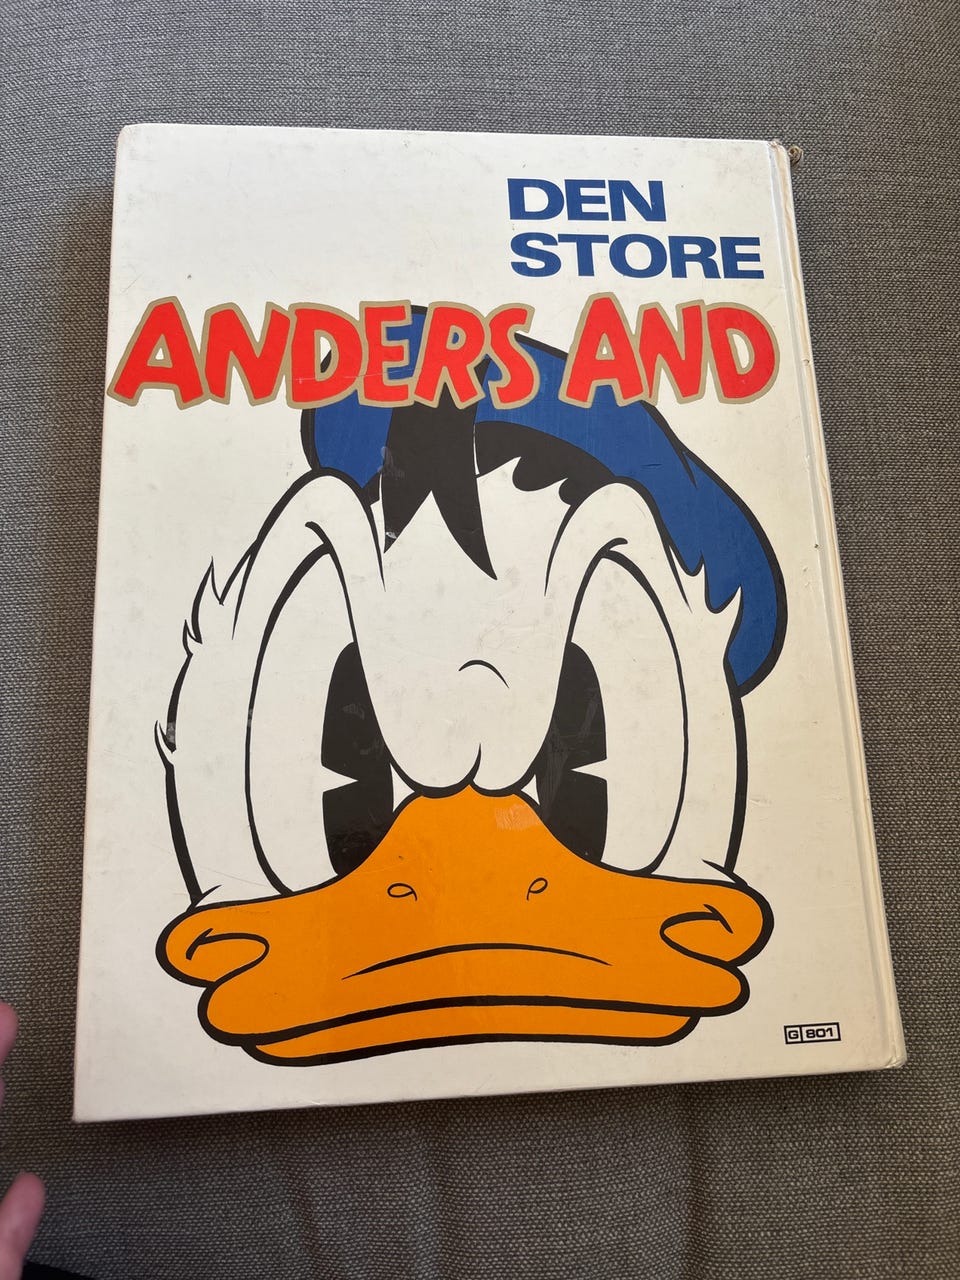 DEN
STORE
ANDERS AND
G 801